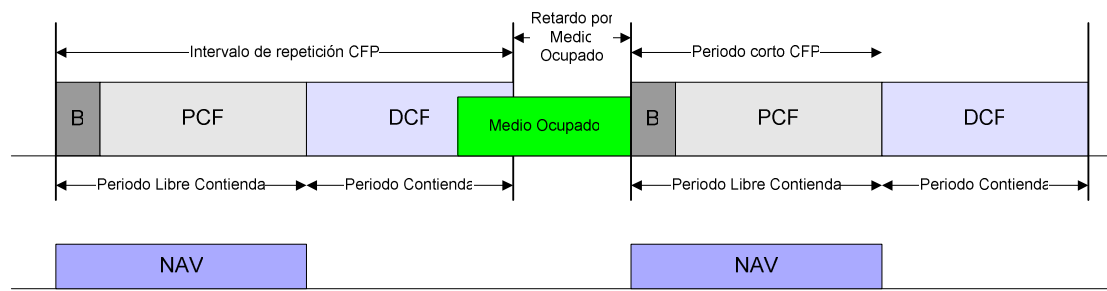 Retardo por
Medio
Ocupado
Intervalo de repetición CFP
Periodo corto CFP
B
PCF
DCF
Medio Ocupado
B
PCF
DCF
Periodo Libre Contienda
Periodo Contienda
Periodo Libre Contienda
Periodo Contienda
NAV
NAV